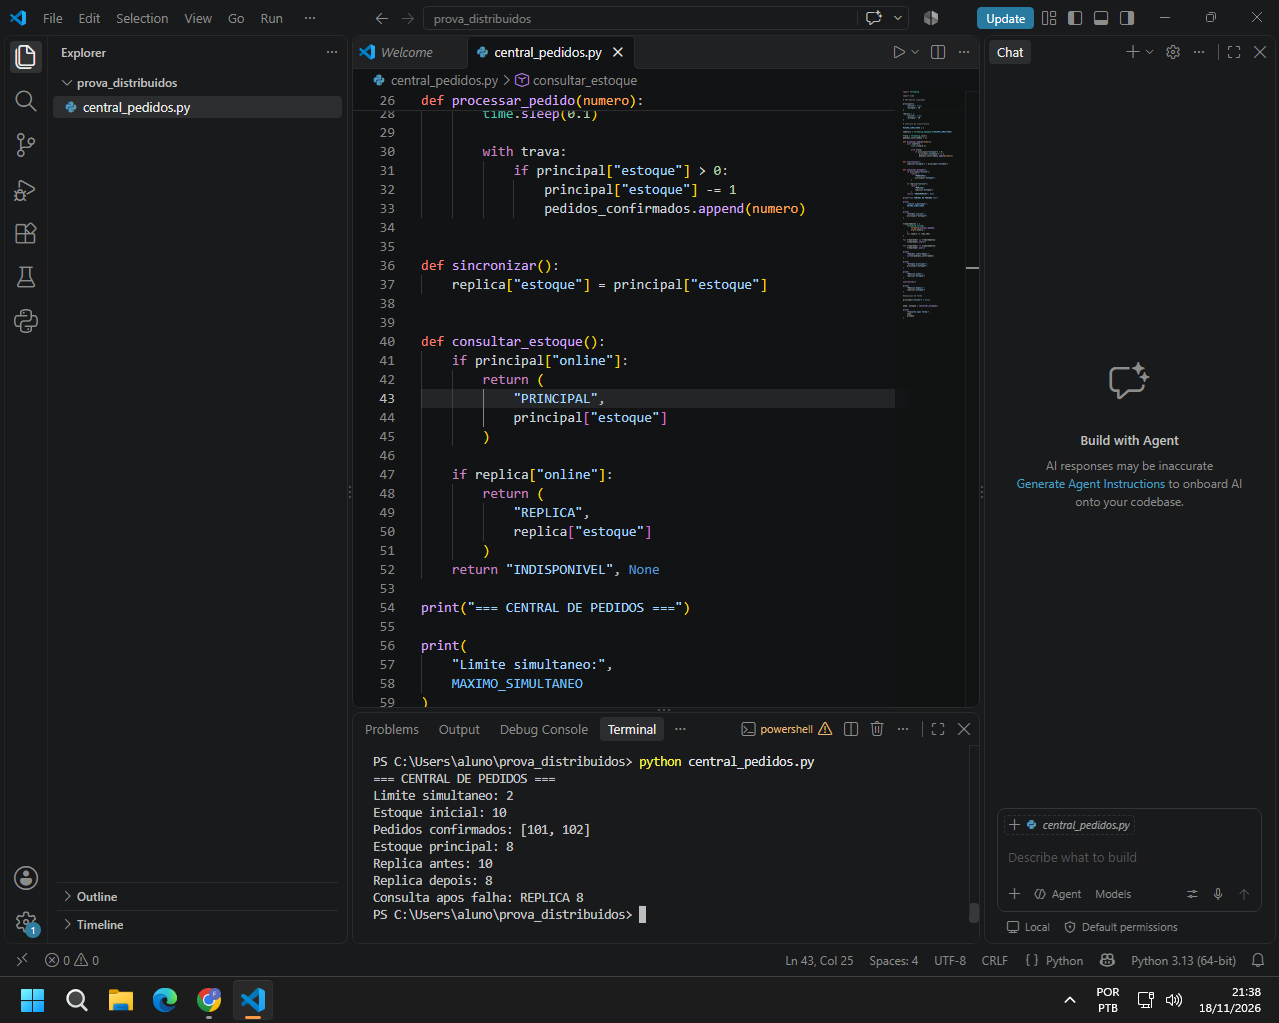 File Edit Selection View Go Run ···
prova_distribuidos
Update
Explorer
prova_distribuidos
central_pedidos.py
Outline
Timeline
Welcome
central_pedidos.py
central_pedidos.py > consultar_estoque
26 def processar_pedido(numero):
28 time.sleep(0.1)
29
30 with trava:
31 if principal["estoque"] > 0:
32 principal["estoque"] -= 1
33 pedidos_confirmados.append(numero)
34
35
36 def sincronizar():
37 replica["estoque"] = principal["estoque"]
38
39
40 def consultar_estoque():
41 if principal["online"]:
42 return (
43 "PRINCIPAL",
44 principal["estoque"]
45 )
46
47 if replica["online"]:
48 return (
49 "REPLICA",
50 replica["estoque"]
51 )
52 return "INDISPONIVEL", None
53
54 print("=== CENTRAL DE PEDIDOS ===")
55
56 print(
57 "Limite simultaneo:",
58 MAXIMO_SIMULTANEO
59 )
Problems Output Debug Console Terminal ···
powershell
PS C:\Users\aluno\prova_distribuidos> python central_pedidos.py
=== CENTRAL DE PEDIDOS ===
Limite simultaneo: 2
Estoque inicial: 10
Pedidos confirmados: [101, 102]
Estoque principal: 8
Replica antes: 10
Replica depois: 8
Consulta apos falha: REPLICA 8
PS C:\Users\aluno\prova_distribuidos>
Chat
Build with Agent
AI responses may be inaccurate
Generate Agent Instructions to onboard AI
onto your codebase.
central_pedidos.py
Describe what to build
Agent Models
Local Default permissions
0 0
Ln 43, Col 25 Spaces: 4 UTF-8 CRLF { } Python Python 3.13 (64-bit)
1
POR
PTB
21:38
18/11/2026